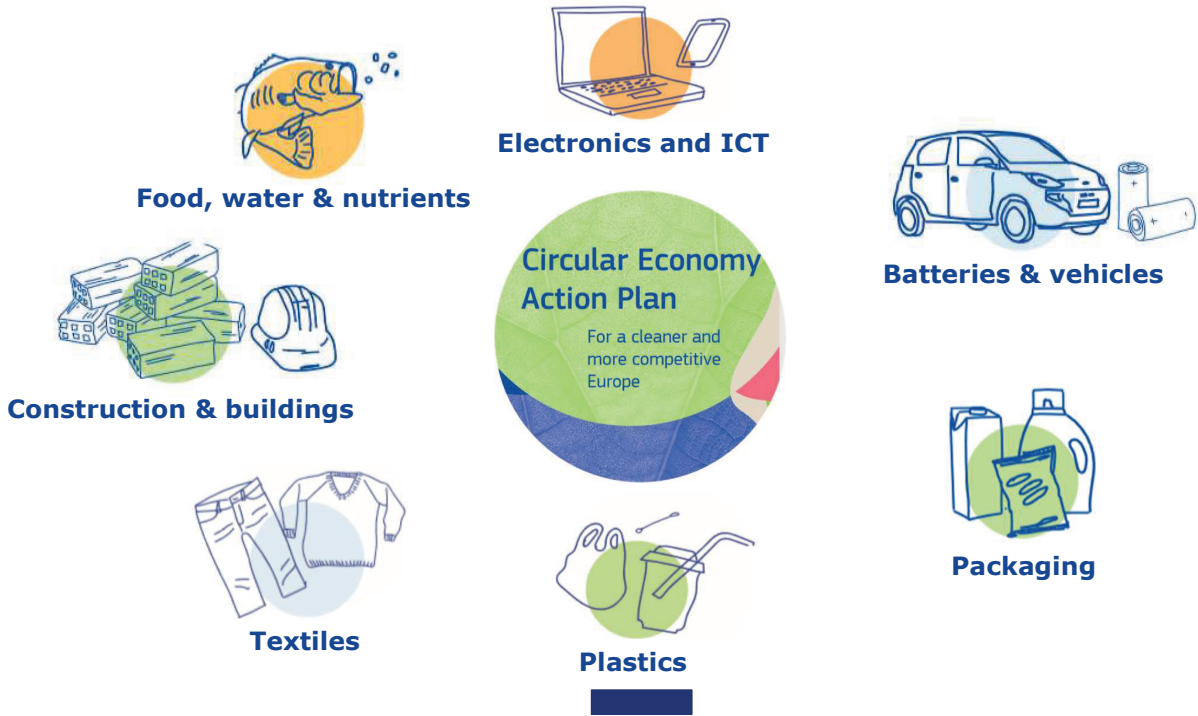 Electronics and ICT
Food, water & nutrients
Batteries & vehicles
Circular Economy
Action Plan
For a cleaner and
more competitive
Europe
Construction & buildings
Packaging
Textiles
Plastics